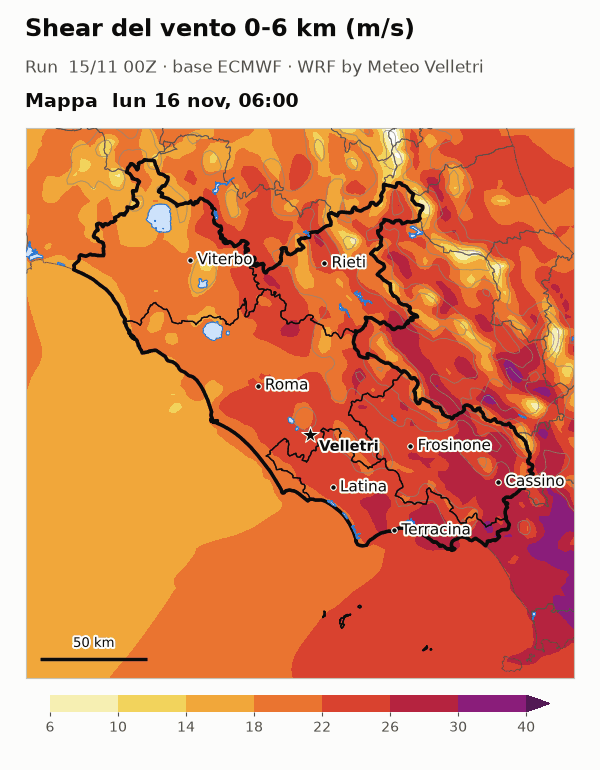 Shear del vento 0-6 km (m/s)
Run  15/11 00Z · base ECMWF · WRF by Meteo Velletri
Mappa  lun 16 nov, 06:00
Viterbo
Rieti
Roma
Velletri
Frosinone
Cassino
Latina
Terracina
50 km
6 10 14 18 22 26 30 40